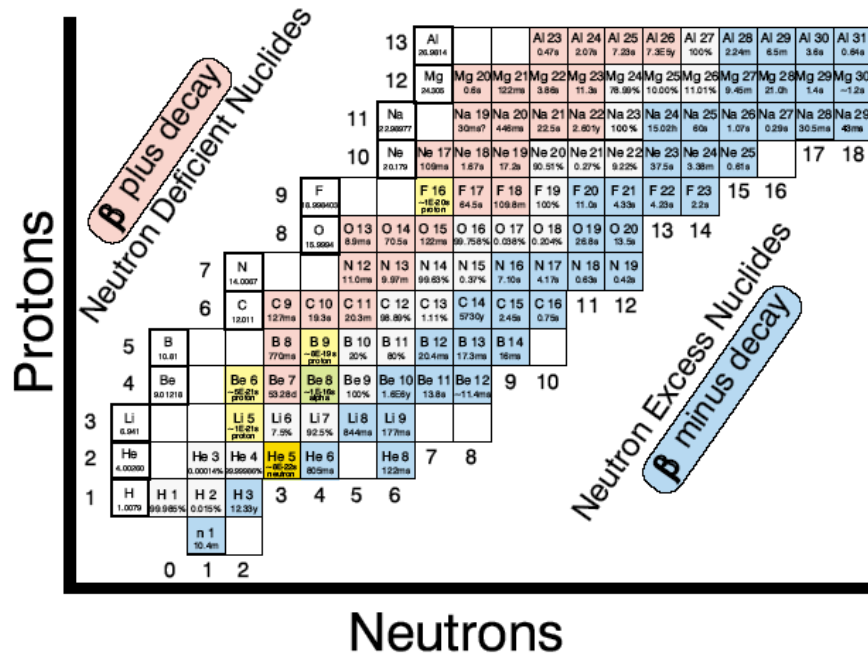 13 Al 26.9814 Al 23 0.47s Al 24 2.07s Al 25 7.23s Al 26 7.3E5y Al 27 100% Al 28 2.24m Al 29 6.5m Al 30 3.6s Al 31 0.64s
12 Mg 24.305 Mg 20 0.6s Mg 21 122ms Mg 22 3.86s Mg 23 11.3s Mg 24 78.99% Mg 25 10.00% Mg 26 11.01% Mg 27 9.45m Mg 28 21.0h Mg 29 1.4s Mg 30 ~1.2s
11 Na 22.98977 Na 19 30ms? Na 20 446ms Na 21 22.5s Na 22 2.601y Na 23 100% Na 24 15.02h Na 25 60s Na 26 1.07s Na 27 0.29s Na 28 30.5ms Na 29 43ms
10 Ne 20.179 Ne 17 109ms Ne 18 1.67s Ne 19 17.2s Ne 20 90.51% Ne 21 0.27% Ne 22 9.22% Ne 23 37.5s Ne 24 3.38m Ne 25 0.61s 17 18
9 F 18.998403 F 16 ~1E-20s proton F 17 64.5s F 18 109.8m F 19 100% F 20 11.0s F 21 4.33s F 22 4.23s F 23 2.2s 15 16
8 O 15.9994 O 13 8.9ms O 14 70.5s O 15 122ms O 16 99.758% O 17 0.038% O 18 0.204% O 19 26.8s O 20 13.5s 13 14
7 N 14.0067 N 12 11.0ms N 13 9.97m N 14 99.63% N 15 0.37% N 16 7.10s N 17 4.17s N 18 0.63s N 19 0.42s
6 C 12.011 C 9 127ms C 10 19.3s C 11 20.3m C 12 98.89% C 13 1.11% C 14 5730y C 15 2.45s C 16 0.75s 11 12
5 B 10.81 B 8 770ms B 9 ~8E-19s proton B 10 20% B 11 80% B 12 20.4ms B 13 17.3ms B 14 16ms
4 Be 9.01218 Be 6 ~5E-21s proton Be 7 53.28d Be 8 ~1E-16s alpha Be 9 100% Be 10 1.6E6y Be 11 13.8s Be 12 ~11.4ms 9 10
3 Li 6.941 Li 5 ~1E-21s proton Li 6 7.5% Li 7 92.5% Li 8 844ms Li 9 177ms
2 He 4.00260 He 3 0.00014% He 4 99.99986% He 5 ~8E-22s neutron He 6 805ms He 8 122ms 7 8
1 H 1.0079 H 1 99.985% H 2 0.015% H 3 12.33y 3 4 5 6
n 1 10.4m
0 1 2
β plus decay
Neutron Deficient Nuclides
Neutron Excess Nuclides
β minus decay
Protons
Neutrons